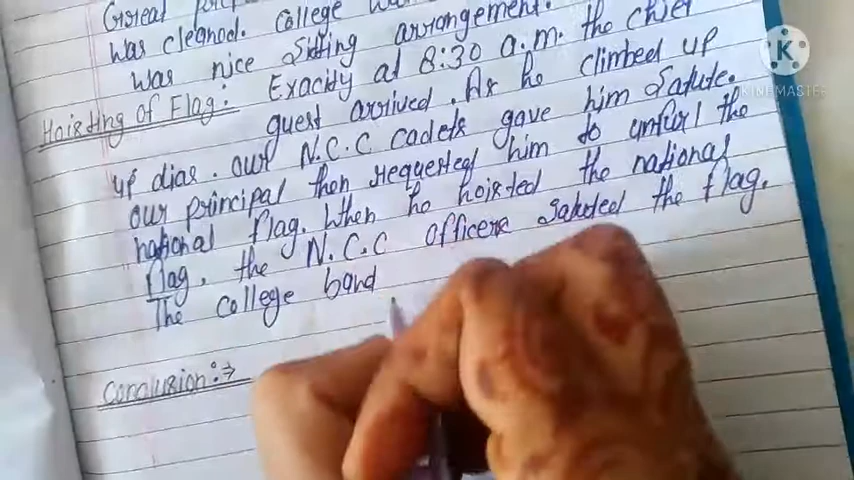 Great
was cleaned. college
was nice Sitting arrangement.
Hoisting of Flag:- Exactly at 8:30 a.m. the chief
guest arrived. As he climbed up
up dias. our N.C.C cadets gave him Salute.
our principal then requested him to unfurl the
national flag. When he hoisted the national
flag. the N.C.C officers saluted the flag.
The college band
Conclusion :→
KINEMASTER